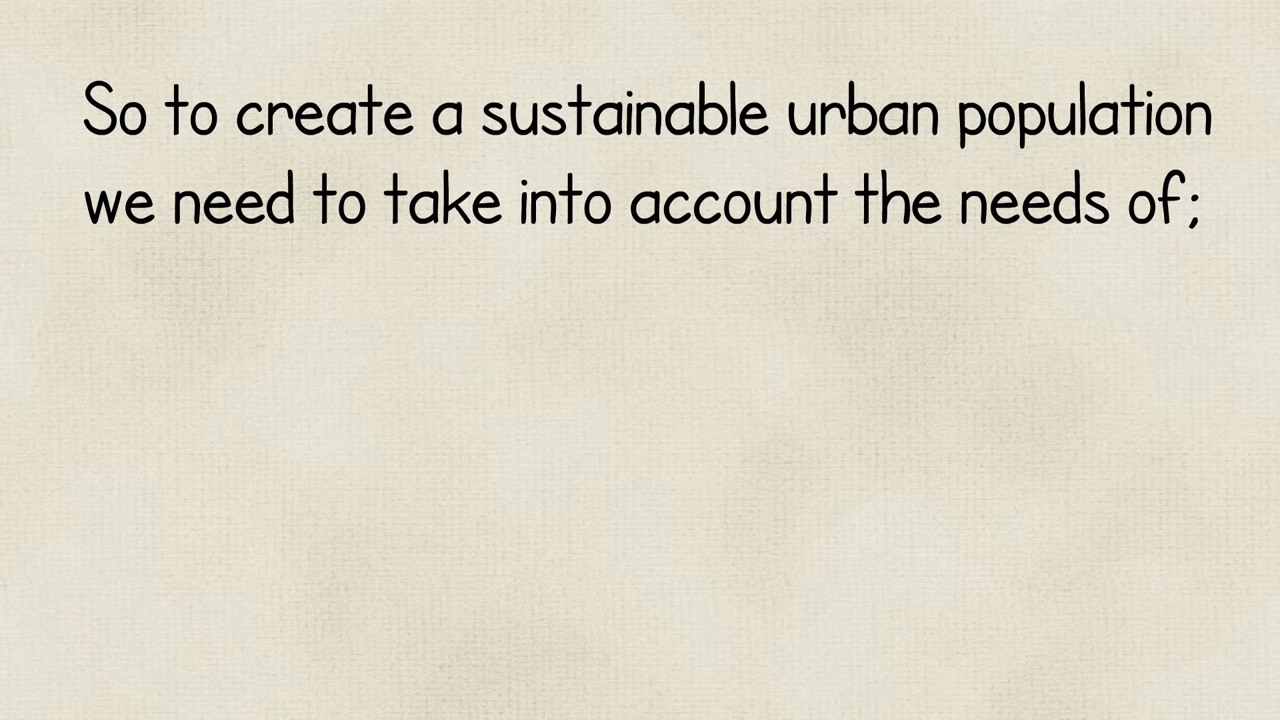 So to create a sustainable urban population
we need to take into account the needs of;